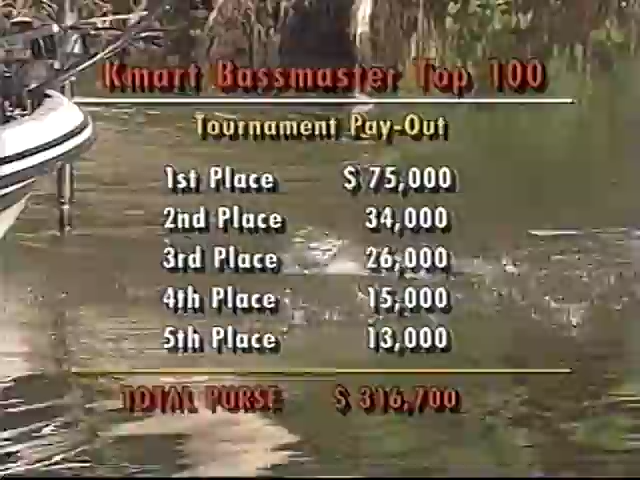 Kmart Bassmaster Top 100
Tournament Pay-Out
1st Place $ 75,000
2nd Place 34,000
3rd Place 26,000
4th Place 15,000
5th Place 13,000
TOTAL PURSE $ 316,700